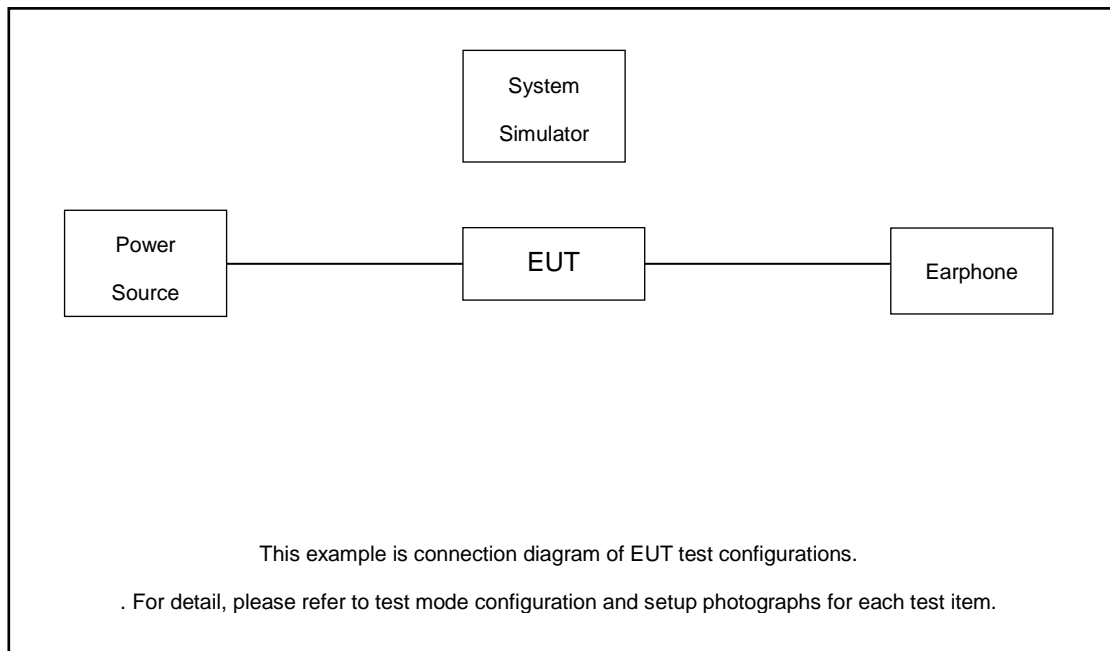 System
Simulator
Power
Source
EUT
Earphone
This example is connection diagram of EUT test configurations.
. For detail, please refer to test mode configuration and setup photographs for each test item.